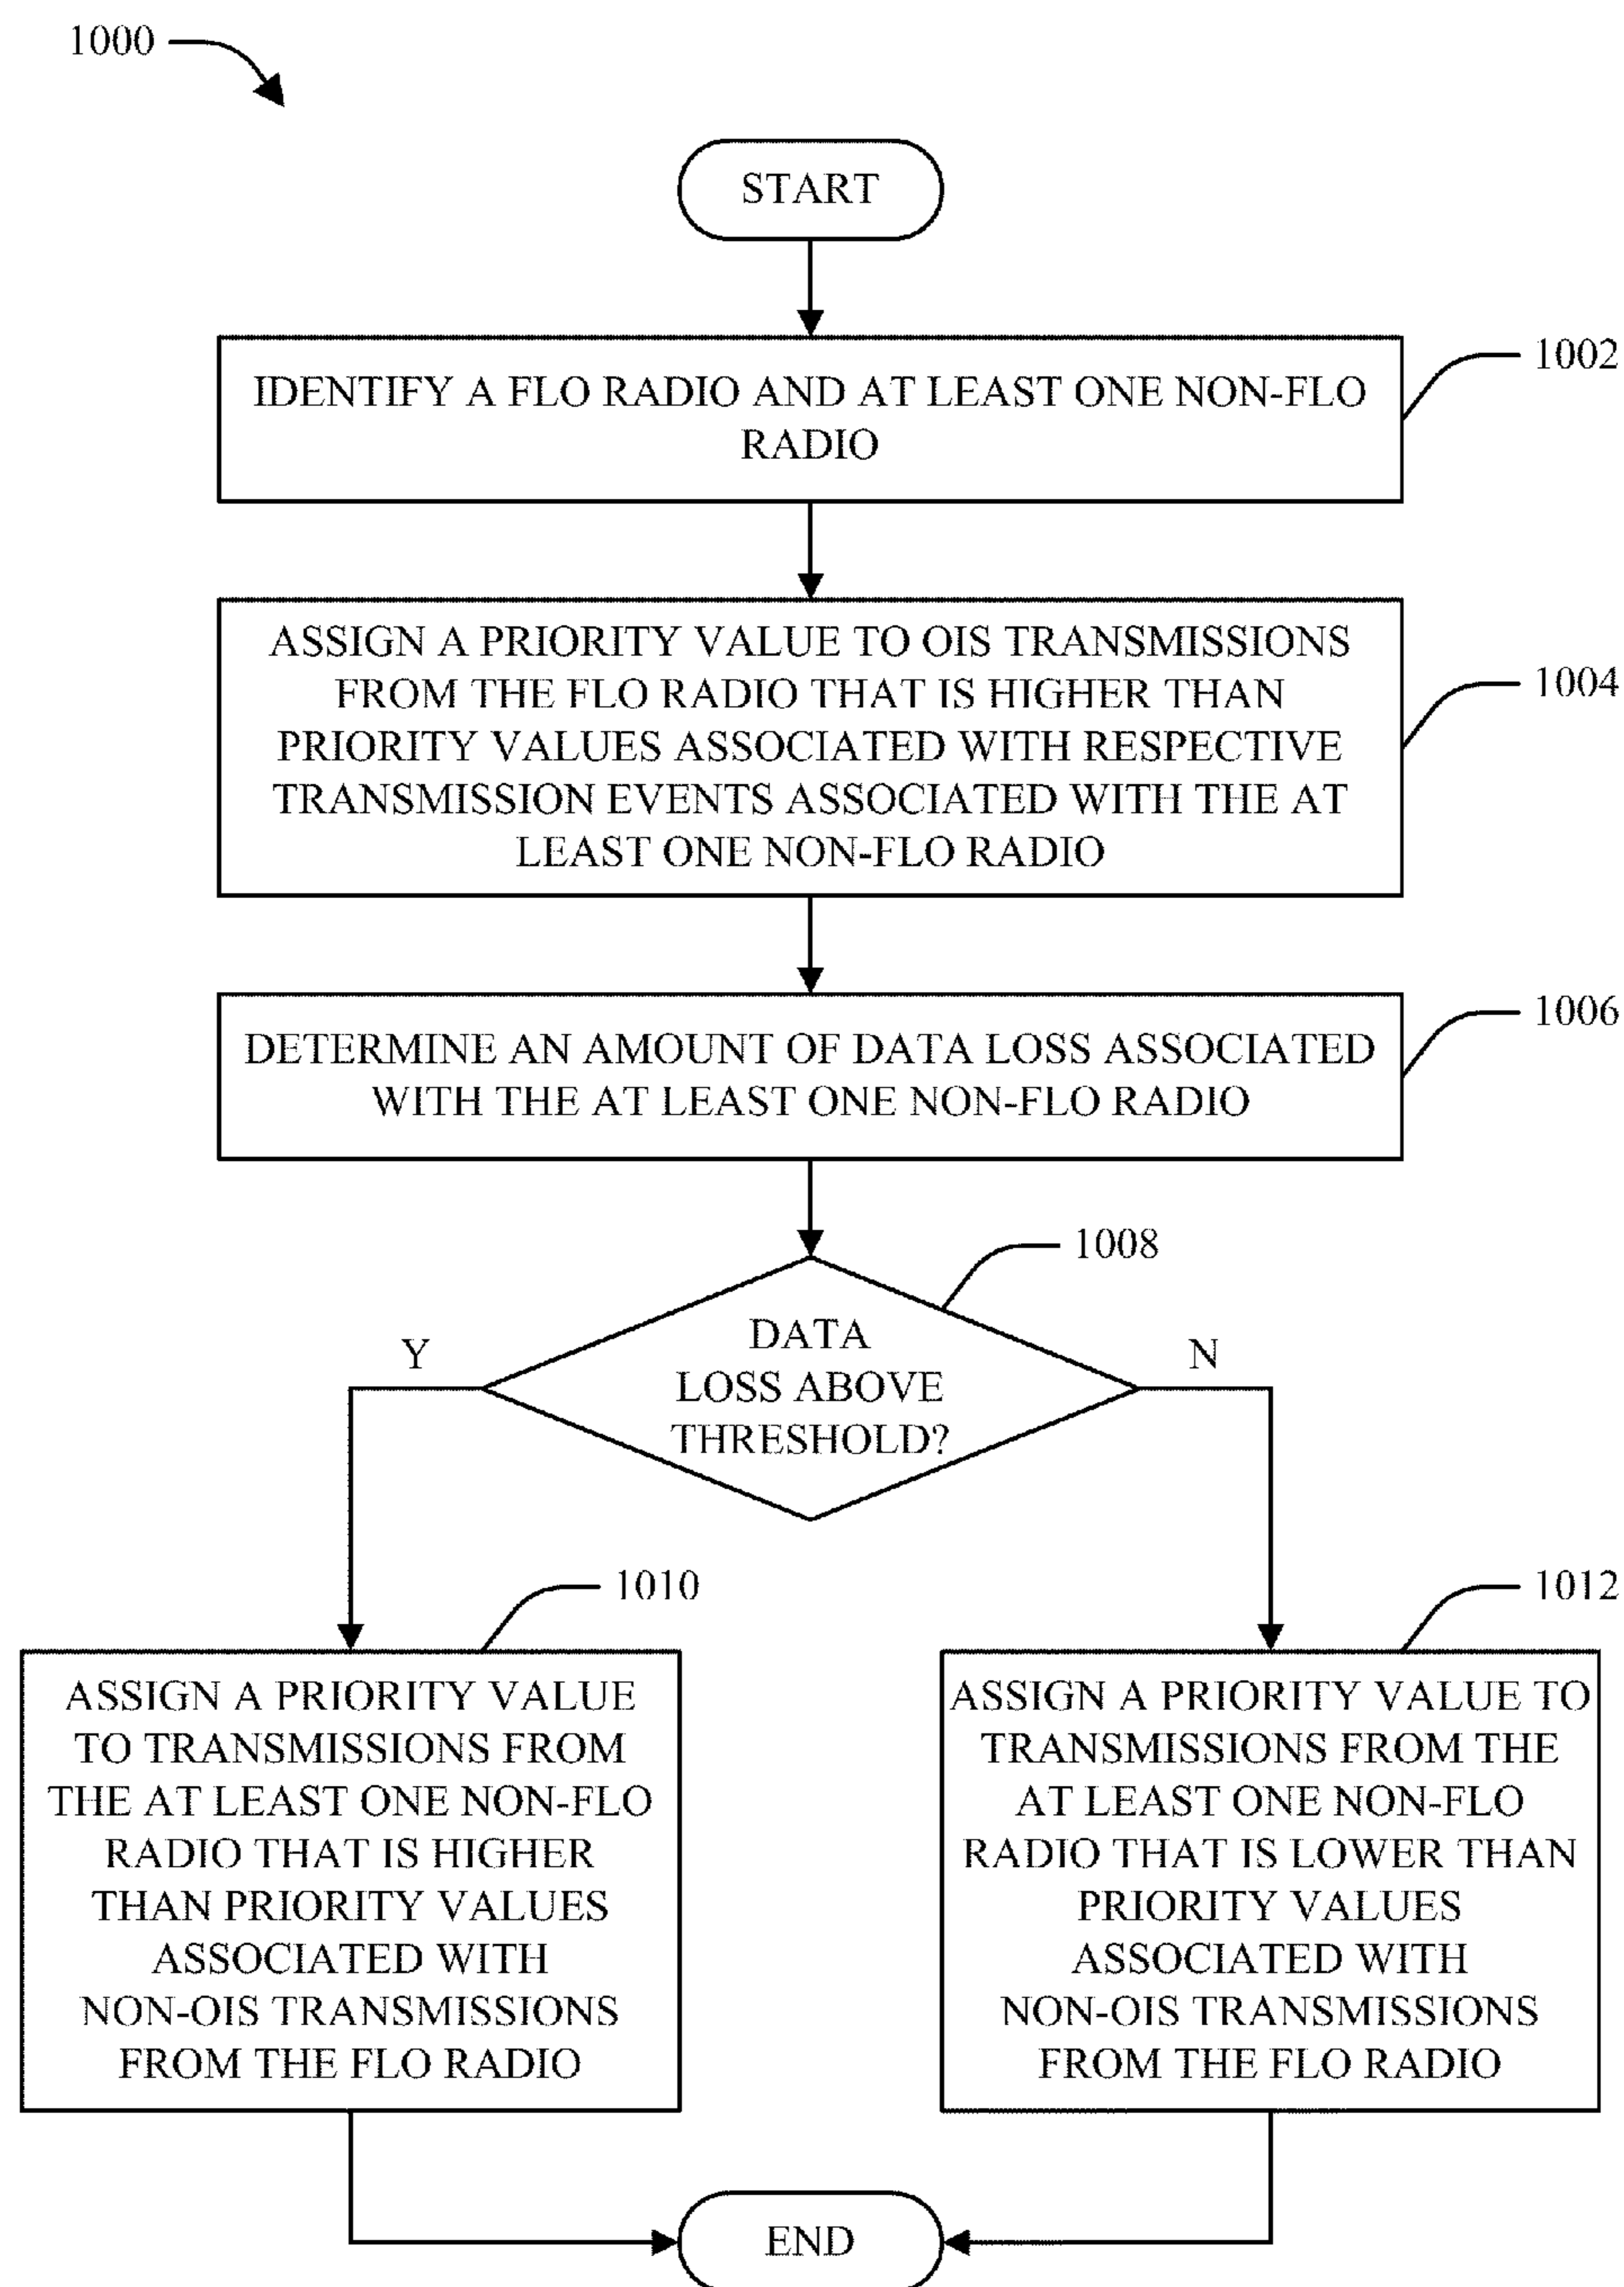 1000
START
IDENTIFY A FLO RADIO AND AT LEAST ONE NON-FLO
RADIO
1002
ASSIGN A PRIORITY VALUE TO OIS TRANSMISSIONS
FROM THE FLO RADIO THAT IS HIGHER THAN
PRIORITY VALUES ASSOCIATED WITH RESPECTIVE
TRANSMISSION EVENTS ASSOCIATED WITH THE AT
LEAST ONE NON-FLO RADIO
1004
DETERMINE AN AMOUNT OF DATA LOSS ASSOCIATED
WITH THE AT LEAST ONE NON-FLO RADIO
1006
DATA
LOSS ABOVE
THRESHOLD?
1008
Y
N
ASSIGN A PRIORITY VALUE
TO TRANSMISSIONS FROM
THE AT LEAST ONE NON-FLO
RADIO THAT IS HIGHER
THAN PRIORITY VALUES
ASSOCIATED WITH
NON-OIS TRANSMISSIONS
FROM THE FLO RADIO
1010
ASSIGN A PRIORITY VALUE TO
TRANSMISSIONS FROM THE
AT LEAST ONE NON-FLO
RADIO THAT IS LOWER THAN
PRIORITY VALUES
ASSOCIATED WITH
NON-OIS TRANSMISSIONS
FROM THE FLO RADIO
1012
END